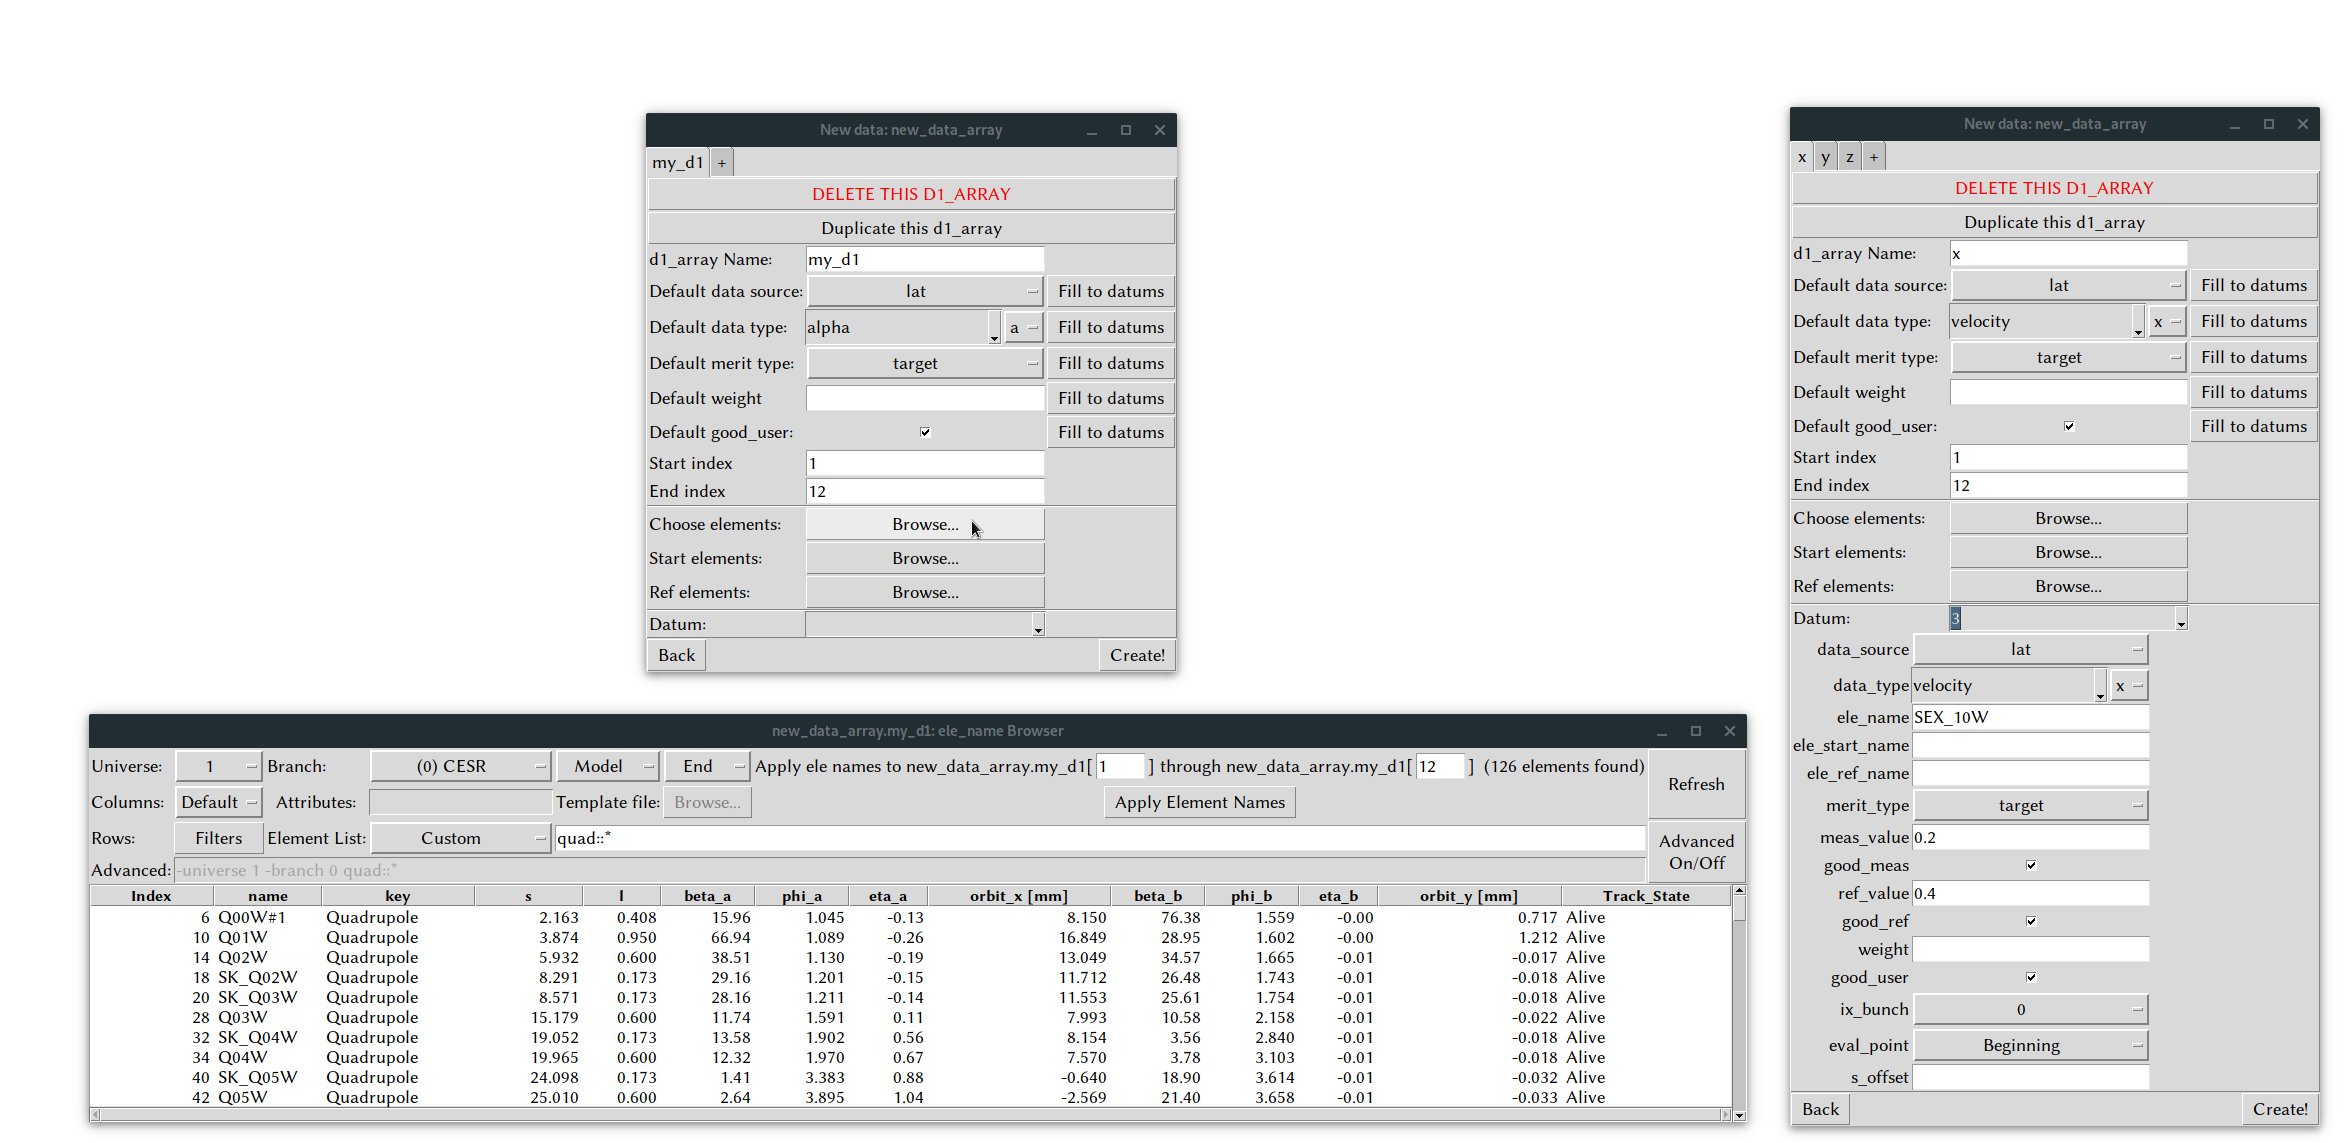 New data: new_data_array
my_d1 +
DELETE THIS D1_ARRAY
Duplicate this d1_array
d1_array Name: my_d1
Default data source: lat Fill to datums
Default data type: alpha a Fill to datums
Default merit type: target Fill to datums
Default weight Fill to datums
Default good_user: Fill to datums
Start index 1
End index 12
Choose elements: Browse...
Start elements: Browse...
Ref elements: Browse...
Datum:
Back Create!
new_data_array.my_d1: ele_name Browser
Universe: 1 Branch: (0) CESR Model End Apply ele names to new_data_array.my_d1[ 1 ] through new_data_array.my_d1[ 12 ] (126 elements found) Refresh
Columns: Default Attributes: Template file: Browse... Apply Element Names
Rows: Filters Element List: Custom quad::*
Advanced On/Off
Advanced: -universe 1 -branch 0 quad::*
Index name key s l beta_a phi_a eta_a orbit_x [mm] beta_b phi_b eta_b orbit_y [mm] Track_State
6 Q00W#1 Quadrupole 2.163 0.408 15.96 1.045 -0.13 8.150 76.38 1.559 -0.00 0.717 Alive
10 Q01W Quadrupole 3.874 0.950 66.94 1.089 -0.26 16.849 28.95 1.602 -0.00 1.212 Alive
14 Q02W Quadrupole 5.932 0.600 38.51 1.130 -0.19 13.049 34.57 1.665 -0.01 -0.017 Alive
18 SK_Q02W Quadrupole 8.291 0.173 29.16 1.201 -0.15 11.712 26.48 1.743 -0.01 -0.018 Alive
20 SK_Q03W Quadrupole 8.571 0.173 28.16 1.211 -0.14 11.553 25.61 1.754 -0.01 -0.018 Alive
28 Q03W Quadrupole 15.179 0.600 11.74 1.591 0.11 7.993 10.58 2.158 -0.01 -0.022 Alive
32 SK_Q04W Quadrupole 19.052 0.173 13.58 1.902 0.56 8.154 3.56 2.840 -0.01 -0.018 Alive
34 Q04W Quadrupole 19.965 0.600 12.32 1.970 0.67 7.570 3.78 3.103 -0.01 -0.018 Alive
40 SK_Q05W Quadrupole 24.098 0.173 1.41 3.383 0.88 -0.640 18.90 3.614 -0.01 -0.032 Alive
42 Q05W Quadrupole 25.010 0.600 2.64 3.895 1.04 -2.569 21.40 3.658 -0.01 -0.033 Alive
New data: new_data_array
x y z +
DELETE THIS D1_ARRAY
Duplicate this d1_array
d1_array Name: x
Default data source: lat Fill to datums
Default data type: velocity x Fill to datums
Default merit type: target Fill to datums
Default weight Fill to datums
Default good_user: Fill to datums
Start index 1
End index 12
Choose elements: Browse...
Start elements: Browse...
Ref elements: Browse...
Datum: 3
data_source lat
data_type velocity x
ele_name SEX_10W
ele_start_name
ele_ref_name
merit_type target
meas_value 0.2
good_meas
ref_value 0.4
good_ref
weight
good_user
ix_bunch 0
eval_point Beginning
s_offset
Back Create!